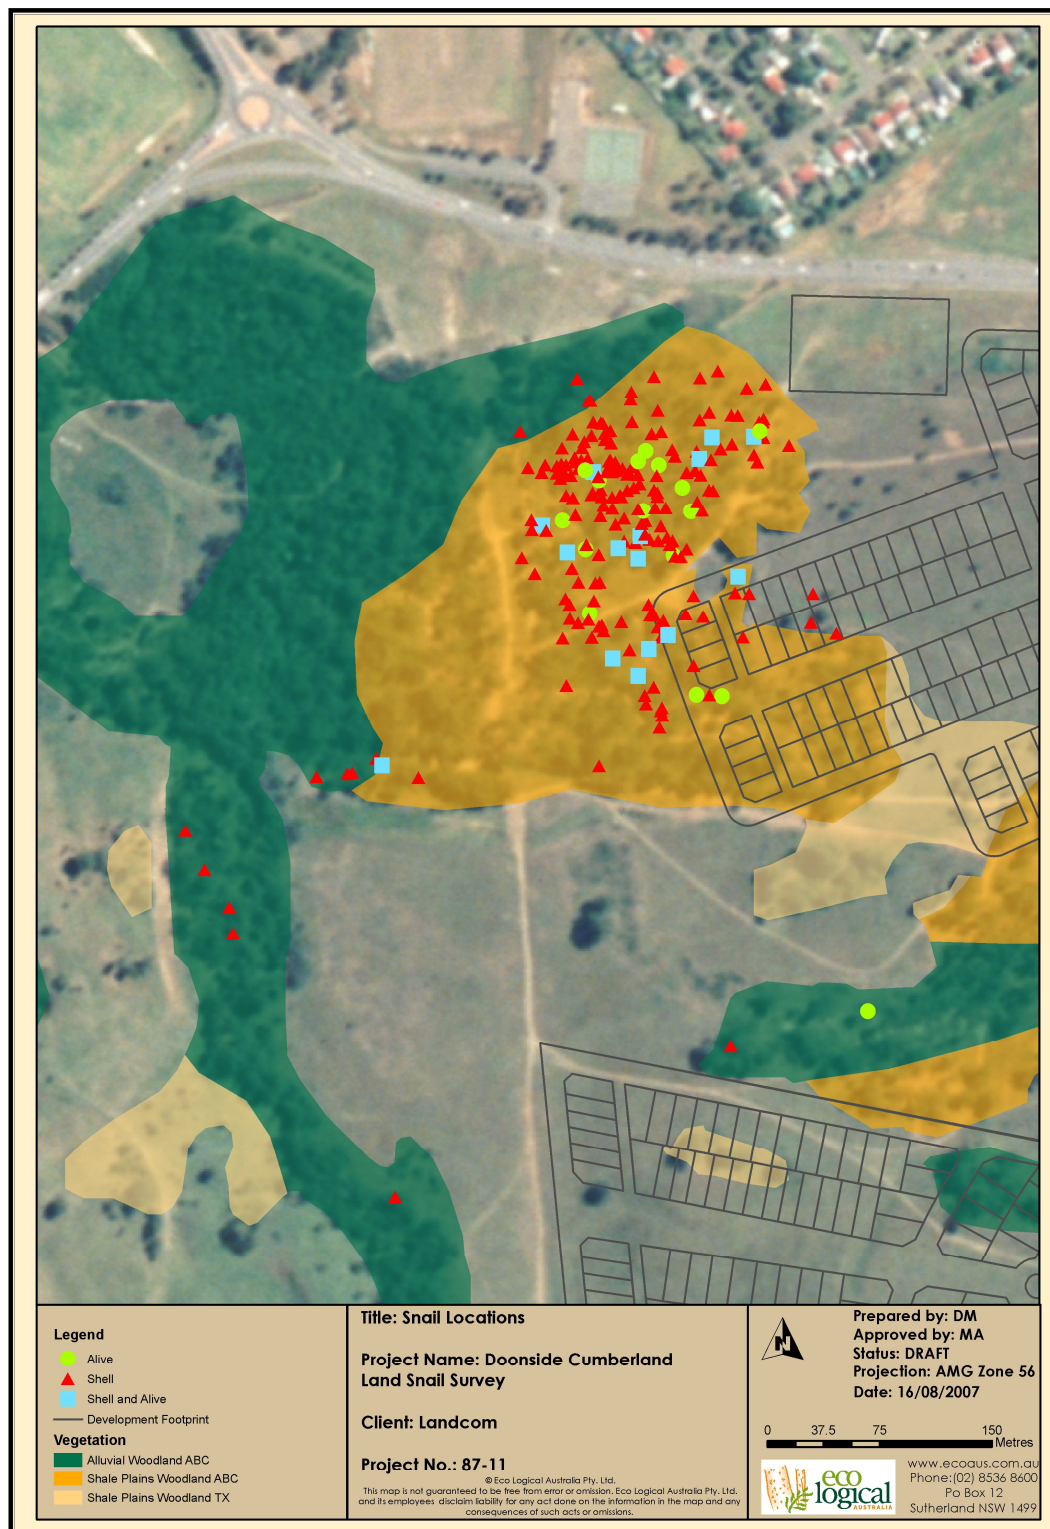 Legend
Alive
Shell
Shell and Alive
Development Footprint
Vegetation
Alluvial Woodland ABC
Shale Plains Woodland ABC
Shale Plains Woodland TX
Title: Snail Locations
Project Name: Doonside Cumberland
Land Snail Survey
Client: Landcom
Project No.: 87-11
© Eco Logical Australia Pty. Ltd.
This map is not guaranteed to be free from error or omission. Eco Logical Australia Pty. Ltd.
and its employees disclaim liability for any act done on the information in the map and any
consequences of such acts or omissions.
N
Prepared by: DM
Approved by: MA
Status: DRAFT
Projection: AMG Zone 56
Date: 16/08/2007
0 37.5 75 150
Metres
eco
logical
AUSTRALIA
www.ecoaus.com.au
Phone:(02) 8536 8600
Po Box 12
Sutherland NSW 1499